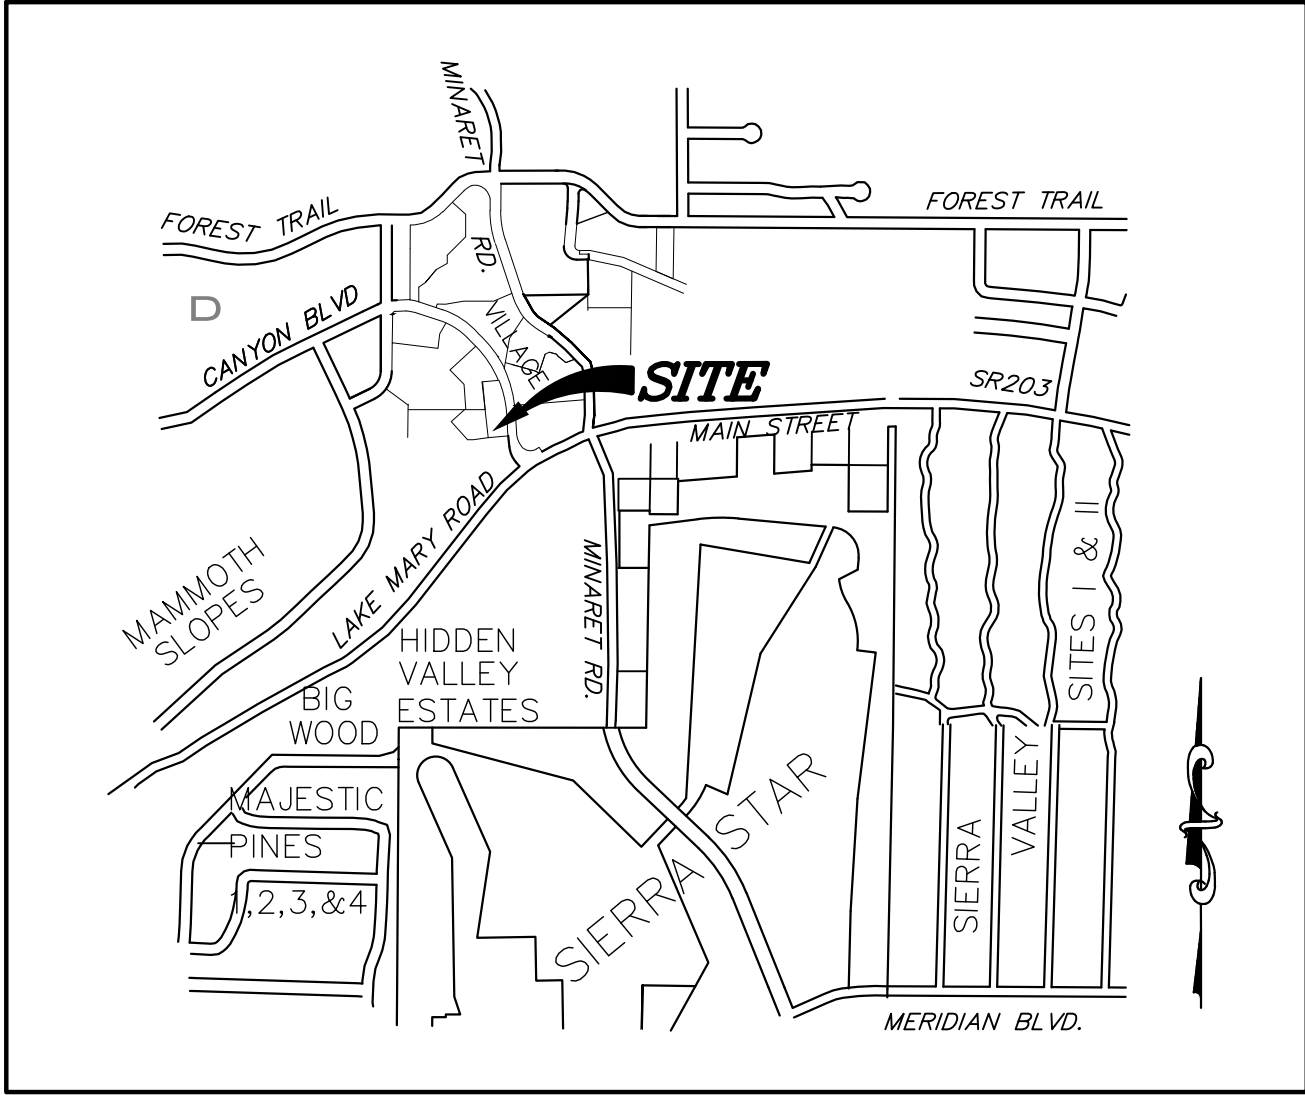 MINARET
RD.
FOREST TRAIL
FOREST TRAIL
D
CANYON BLVD
VILLAGE
SITE
SR203
MAIN STREET
LAKE MARY ROAD
MINARET RD.
MAMMOTH
SLOPES
HIDDEN
VALLEY
ESTATES
BIG
WOOD
MAJESTIC
PINES
1,2,3,&4
SIERRA STAR
SIERRA
VALLEY
SITES I & II
MERIDIAN BLVD.